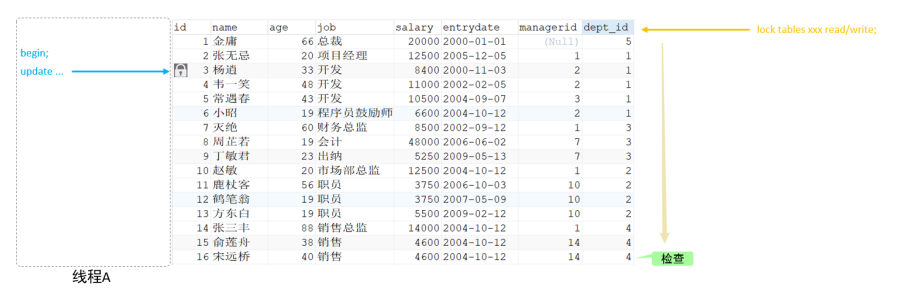 id name age job salary entrydate managerid dept_id
lock tables xxx read/write;
1 金庸 66 总裁 20000 2000-01-01 (Null) 5
begin;
2 张无忌 20 项目经理 12500 2005-12-05 1 1
update ...
3 杨逍 33 开发 8400 2000-11-03 2 1
4 韦一笑 48 开发 11000 2002-02-05 2 1
5 常遇春 43 开发 10500 2004-09-07 3 1
6 小昭 19 程序员鼓励师 6600 2004-10-12 2 1
7 灭绝 60 财务总监 8500 2002-09-12 1 3
8 周芷若 19 会计 48000 2006-06-02 7 3
9 丁敏君 23 出纳 5250 2009-05-13 7 3
10 赵敏 20 市场部总监 12500 2004-10-12 1 2
11 鹿杖客 56 职员 3750 2006-10-03 10 2
12 鹤笔翁 19 职员 3750 2007-05-09 10 2
13 方东白 19 职员 5500 2009-02-12 10 2
14 张三丰 88 销售总监 14000 2004-10-12 1 4
15 俞莲舟 38 销售 4600 2004-10-12 14 4
16 宋远桥 40 销售 4600 2004-10-12 14 4
检查
线程A